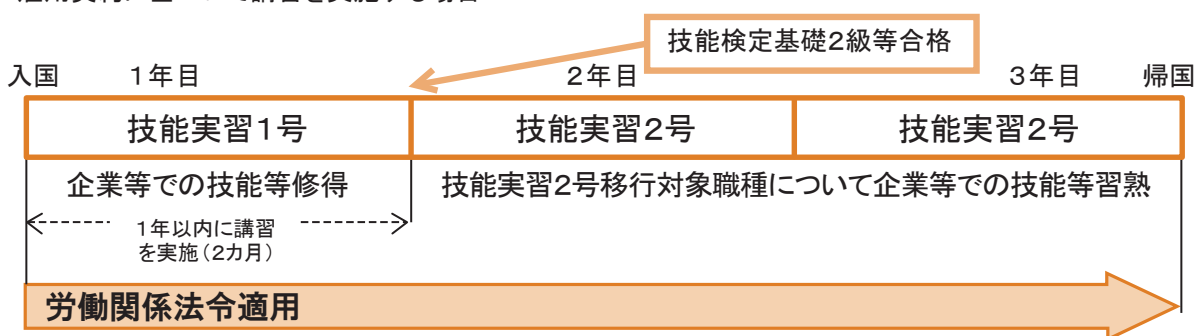 技能検定基礎2級等合格
入国 1年目 2年目 3年目 帰国
技能実習1号 技能実習2号 技能実習2号
企業等での技能等修得 技能実習2号移行対象職種について企業等での技能等習熟
1年以内に講習
を実施(2カ月)
労働関係法令適用